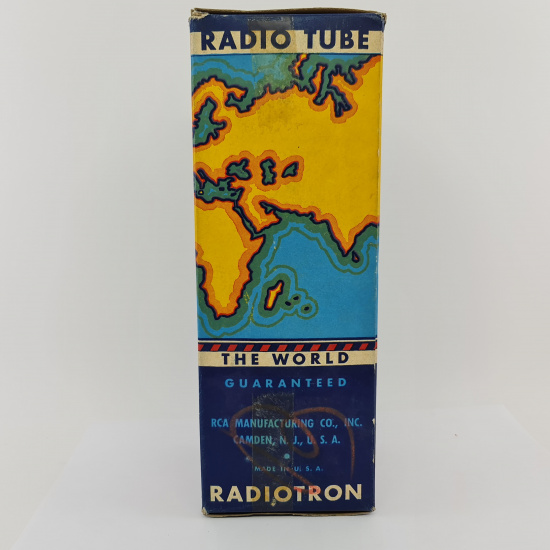 RADIO TUBE
THE WORLD
GUARANTEED
RCA MANUFACTURING CO., INC.
CAMDEN, N. J., U. S. A.
MADE IN U. S. A.
RADIOTRON